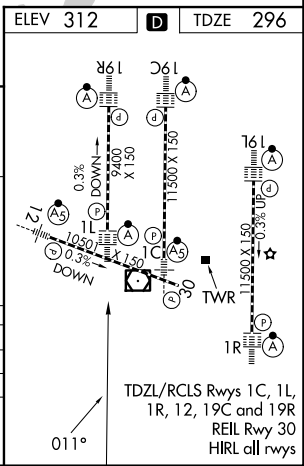 ELEV 312
D
TDZE 296
19R
19C
A
A
P
P
19L
A
P
0.3%
DOWN
9400
X 150
11500 X 150
0.3% UP
11500 X 150
12
A5
P
1L
A
P
1C
A5
P
10501 X 150
0.3%
DOWN
P
30
TWR
P
1R
A
TDZL/RCLS Rwys 1C, 1L,
1R, 12, 19C and 19R
REIL Rwy 30
HIRL all rwys
011°